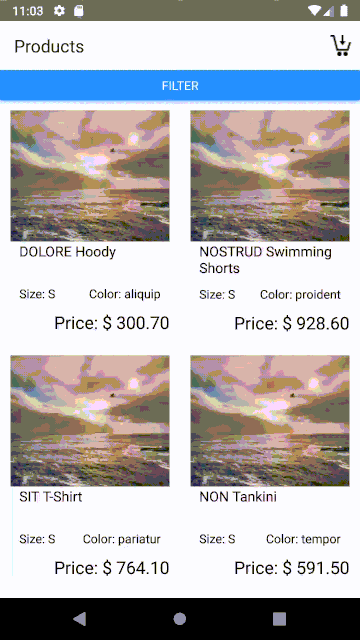 11:03
Products
FILTER
DOLORE Hoody
Size: S Color: aliquip
Price: $ 300.70
NOSTRUD Swimming
Shorts
Size: S Color: proident
Price: $ 928.60
SIT T-Shirt
Size: S Color: pariatur
Price: $ 764.10
NON Tankini
Size: S Color: tempor
Price: $ 591.50